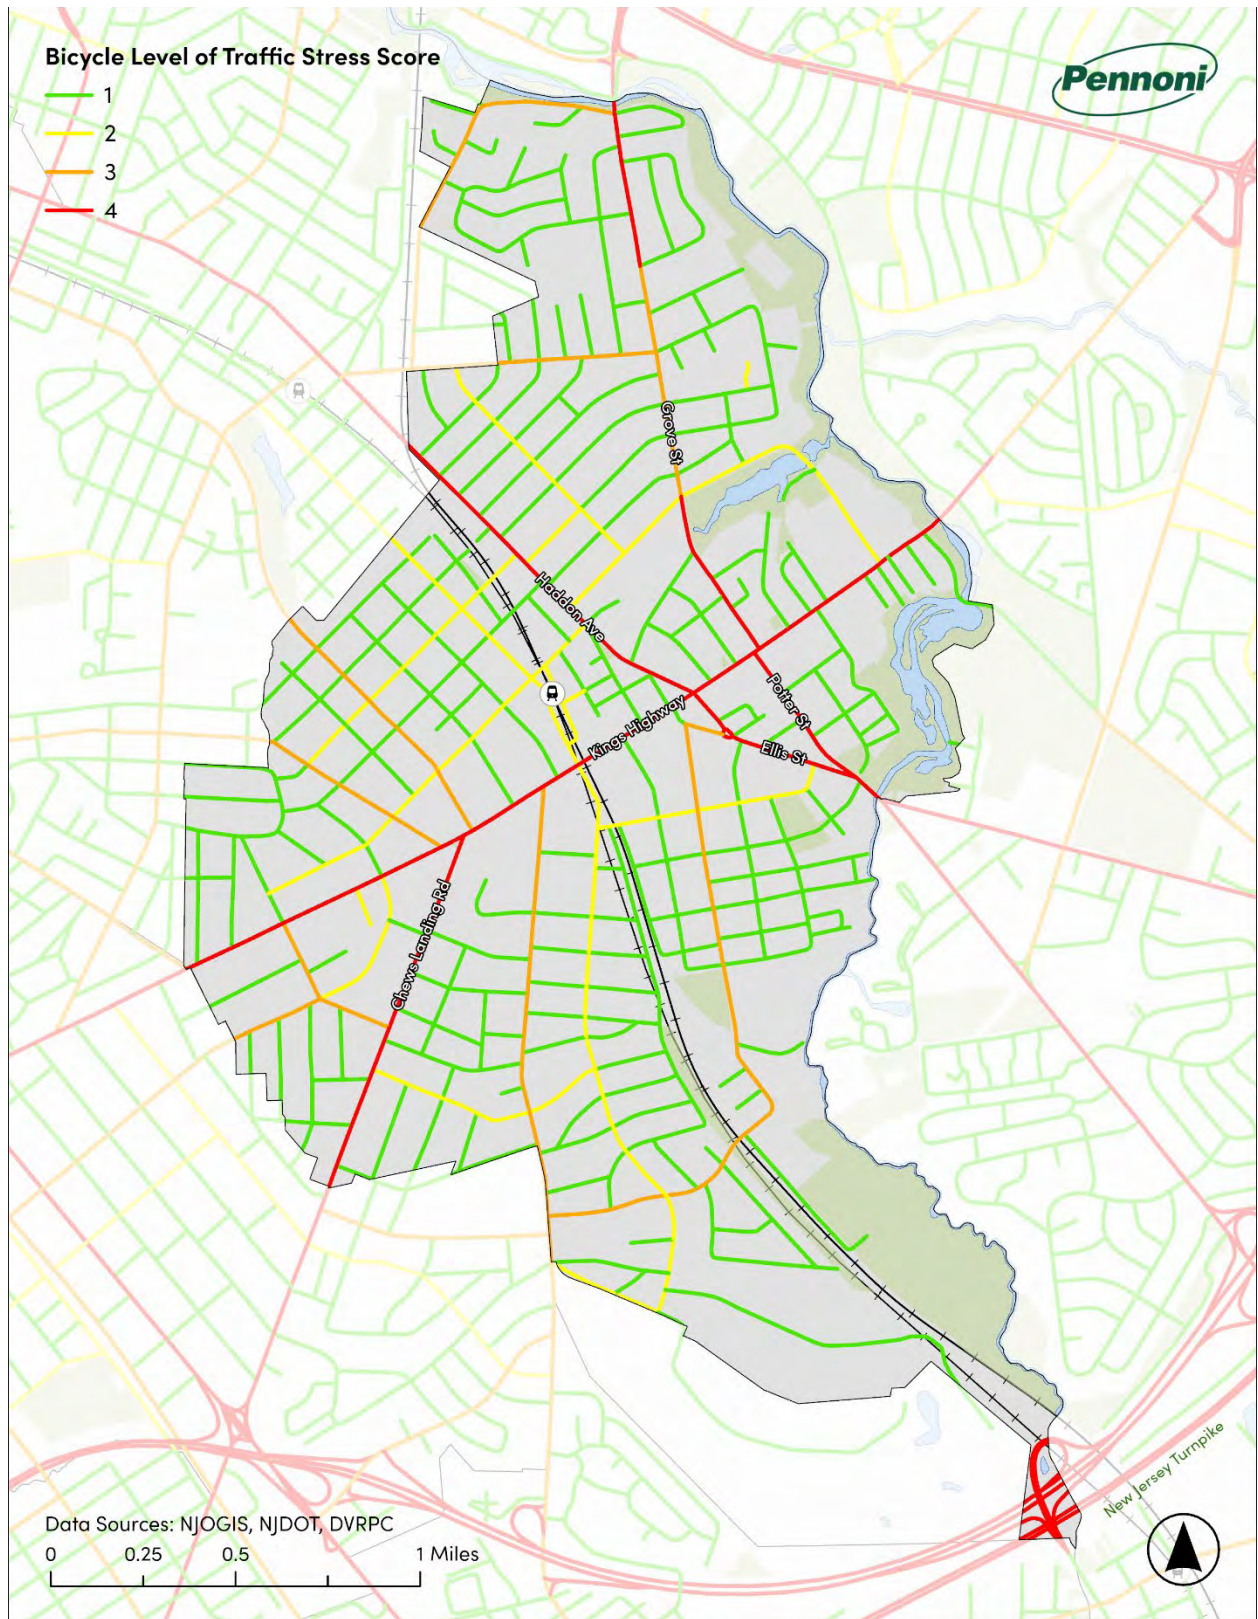 Bicycle Level of Traffic Stress Score
1
2
3
4
Pennoni
Grove St
Haddon Ave
Kings Highway
Potter St
Ellis St
Chews Landing Rd
New Jersey Turnpike
Data Sources: NJOGIS, NJDOT, DVRPC
0 0.25 0.5 1 Miles